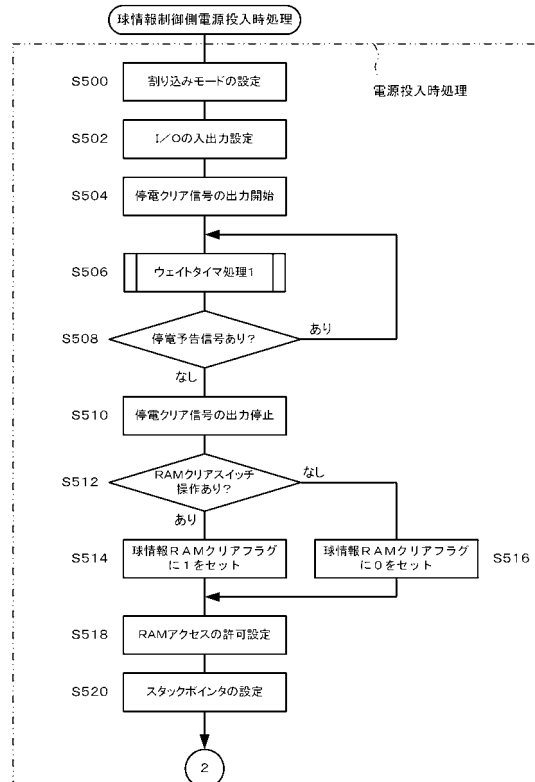 球情報制御側電源投入時処理
電源投入時処理
S500
割り込みモードの設定
S502
I/Oの入出力設定
S504
停電クリア信号の出力開始
S506
ウェイトタイマ処理1
S508
停電予告信号あり?
あり
なし
S510
停電クリア信号の出力停止
S512
RAMクリアスイッチ
操作あり?
なし
あり
S514
球情報RAMクリアフラグ
に1をセット
球情報RAMクリアフラグ
に0をセット
S516
S518
RAMアクセスの許可設定
S520
スタックポインタの設定
2